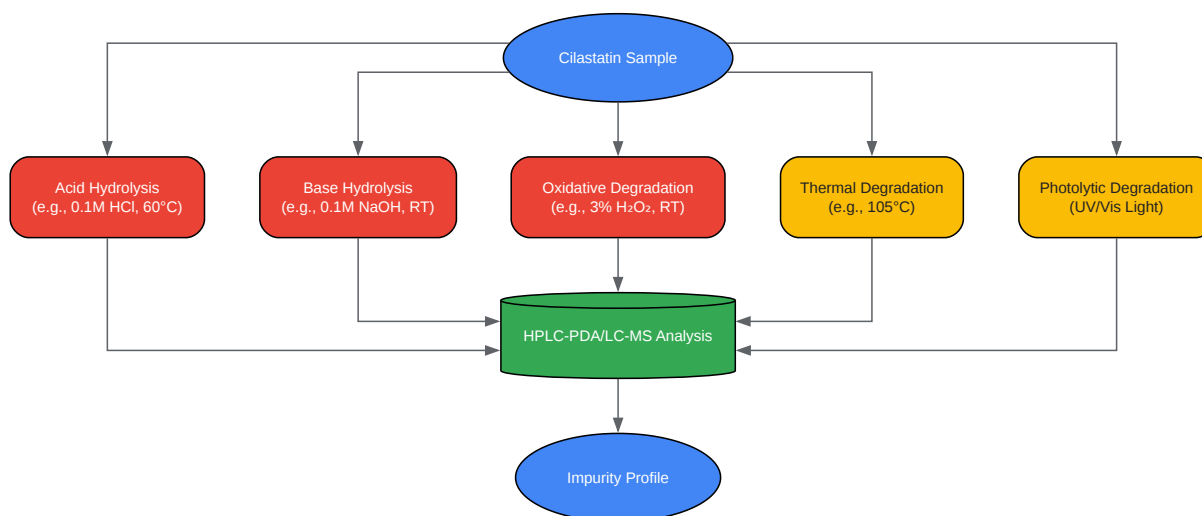 Cilastatin Sample
Acid Hydrolysis
(e.g., 0.1M HCl, 60°C)
Base Hydrolysis
(e.g., 0.1M NaOH, RT)
Oxidative Degradation
(e.g., 3% H₂O₂, RT)
Thermal Degradation
(e.g., 105°C)
Photolytic Degradation
(UV/Vis Light)
HPLC-PDA/LC-MS Analysis
Impurity Profile